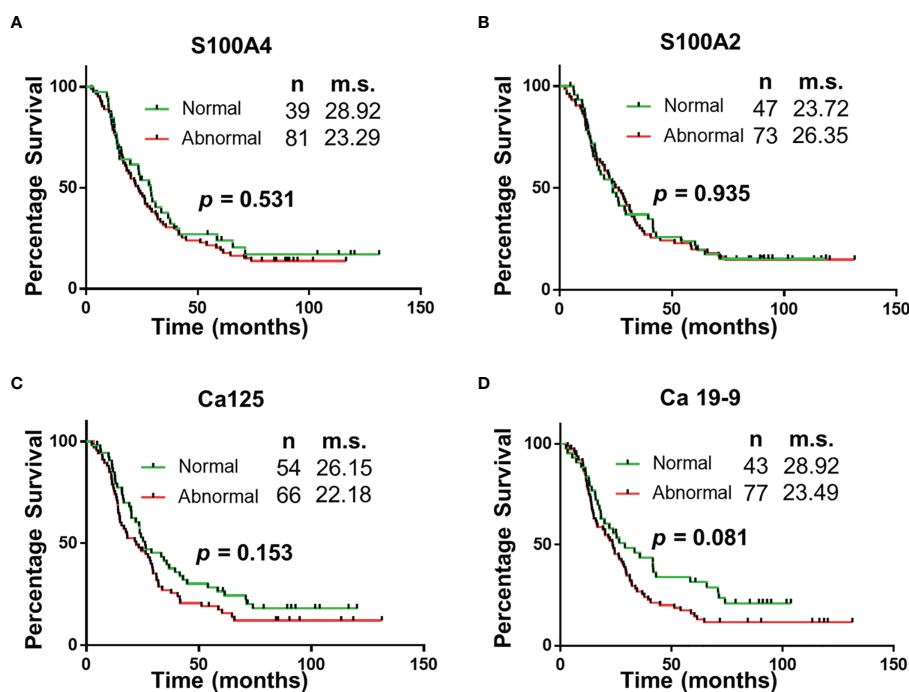 A
S100A4
n m.s.
Normal 39 28.92
Abnormal 81 23.29
p = 0.531
Percentage Survival
100
50
0
0 50 100 150
Time (months)
B
S100A2
n m.s.
Normal 47 23.72
Abnormal 73 26.35
p = 0.935
Percentage Survival
100
50
0
0 50 100 150
Time (months)
C
Ca125
n m.s.
Normal 54 26.15
Abnormal 66 22.18
p = 0.153
Percentage Survival
100
50
0
0 50 100 150
Time (months)
D
Ca 19-9
n m.s.
Normal 43 28.92
Abnormal 77 23.49
p = 0.081
Percentage Survival
100
50
0
0 50 100 150
Time (months)